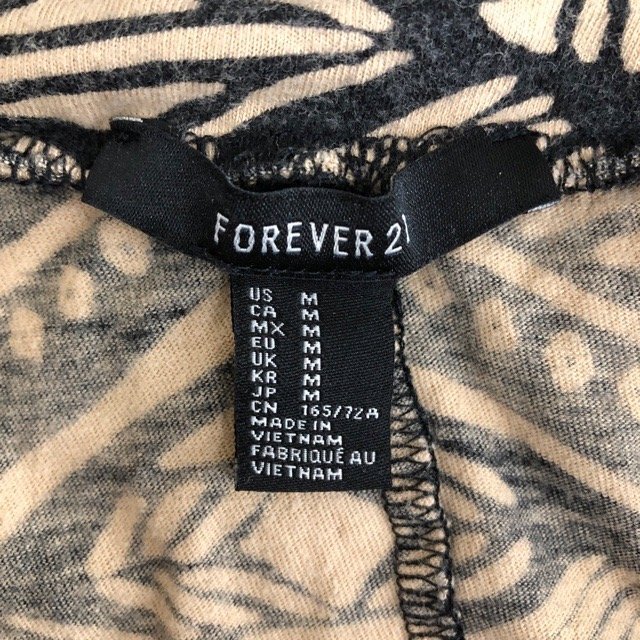 FOREVER 21
US M
CA M
MX M
EU M
UK M
KR M
JP M
CN 165/72A
MADE IN
VIETNAM
FABRIQUÉ AU
VIETNAM